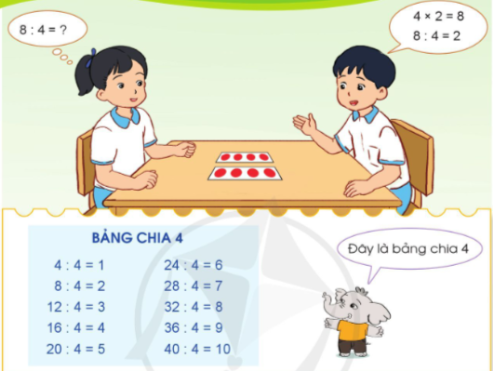 8 : 4 = ?
4 × 2 = 8
8 : 4 = 2
BẢNG CHIA 4
4 : 4 = 1
8 : 4 = 2
12 : 4 = 3
16 : 4 = 4
20 : 4 = 5
24 : 4 = 6
28 : 4 = 7
32 : 4 = 8
36 : 4 = 9
40 : 4 = 10
Đây là bảng chia 4